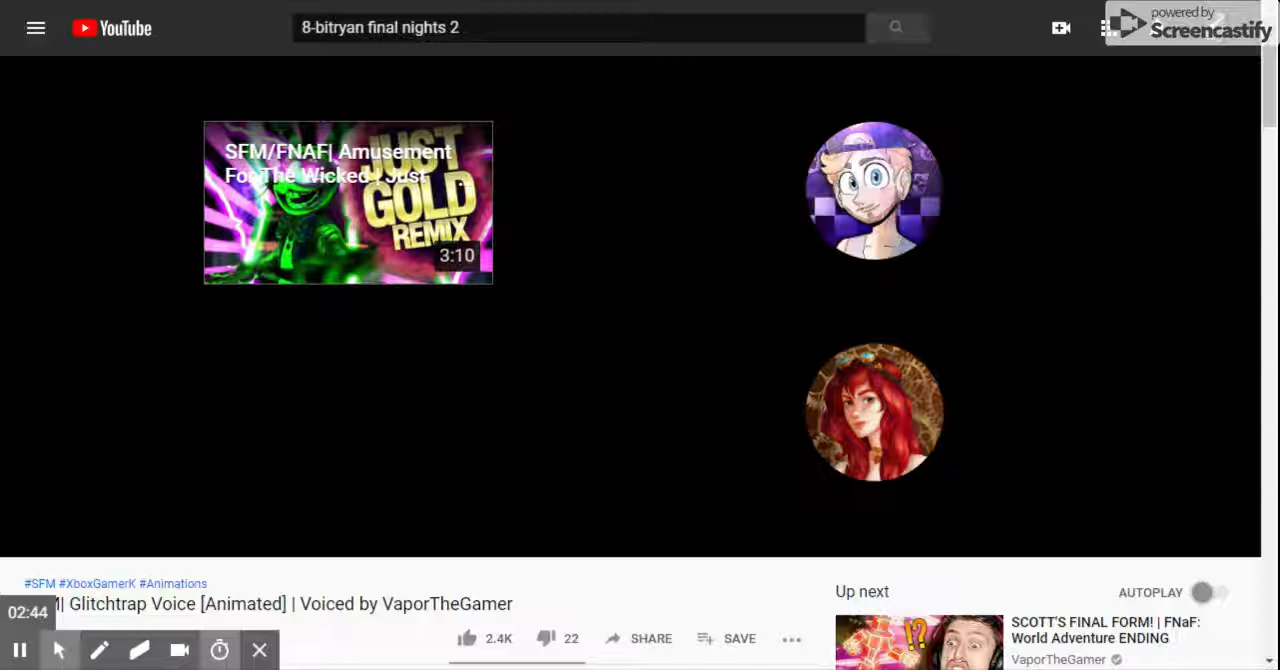 YouTube
8-bitryan final nights 2
powered by
Screencastify
SFM/FNAF| Amusement
For The Wicked | Just
JUST
GOLD
REMIX
3:10
#SFM #XboxGamerK #Animations
| Glitchtrap Voice [Animated] | Voiced by VaporTheGamer
02:44
2.4K
22
SHARE
SAVE
Up next
AUTOPLAY
!?
SCOTT'S FINAL FORM! | FNaF:
World Adventure ENDING
VaporTheGamer